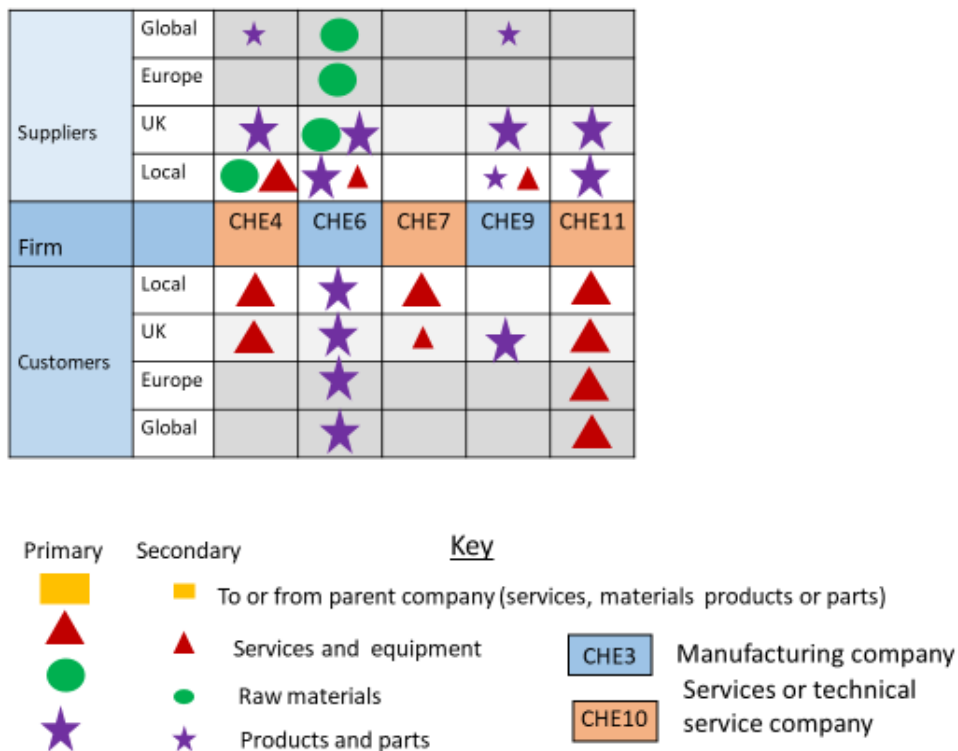 Global
Europe
UK
Suppliers
Local
CHE4 CHE6 CHE7 CHE9 CHE11
Firm
Local
UK
Customers
Europe
Global
Key
Primary Secondary
To or from parent company (services, materials products or parts)
Services and equipment
Raw materials
Products and parts
CHE3 Manufacturing company
CHE10 Services or technical
service company